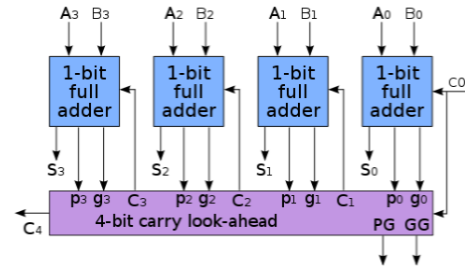 A3 B3 A2 B2 A1 B1 A0 B0
1-bit full adder
1-bit full adder
1-bit full adder
1-bit full adder
C0
S3 S2 S1 S0
p3 g3 C3 p2 g2 C2 p1 g1 C1 p0 g0
4-bit carry look-ahead
PG GG
C4